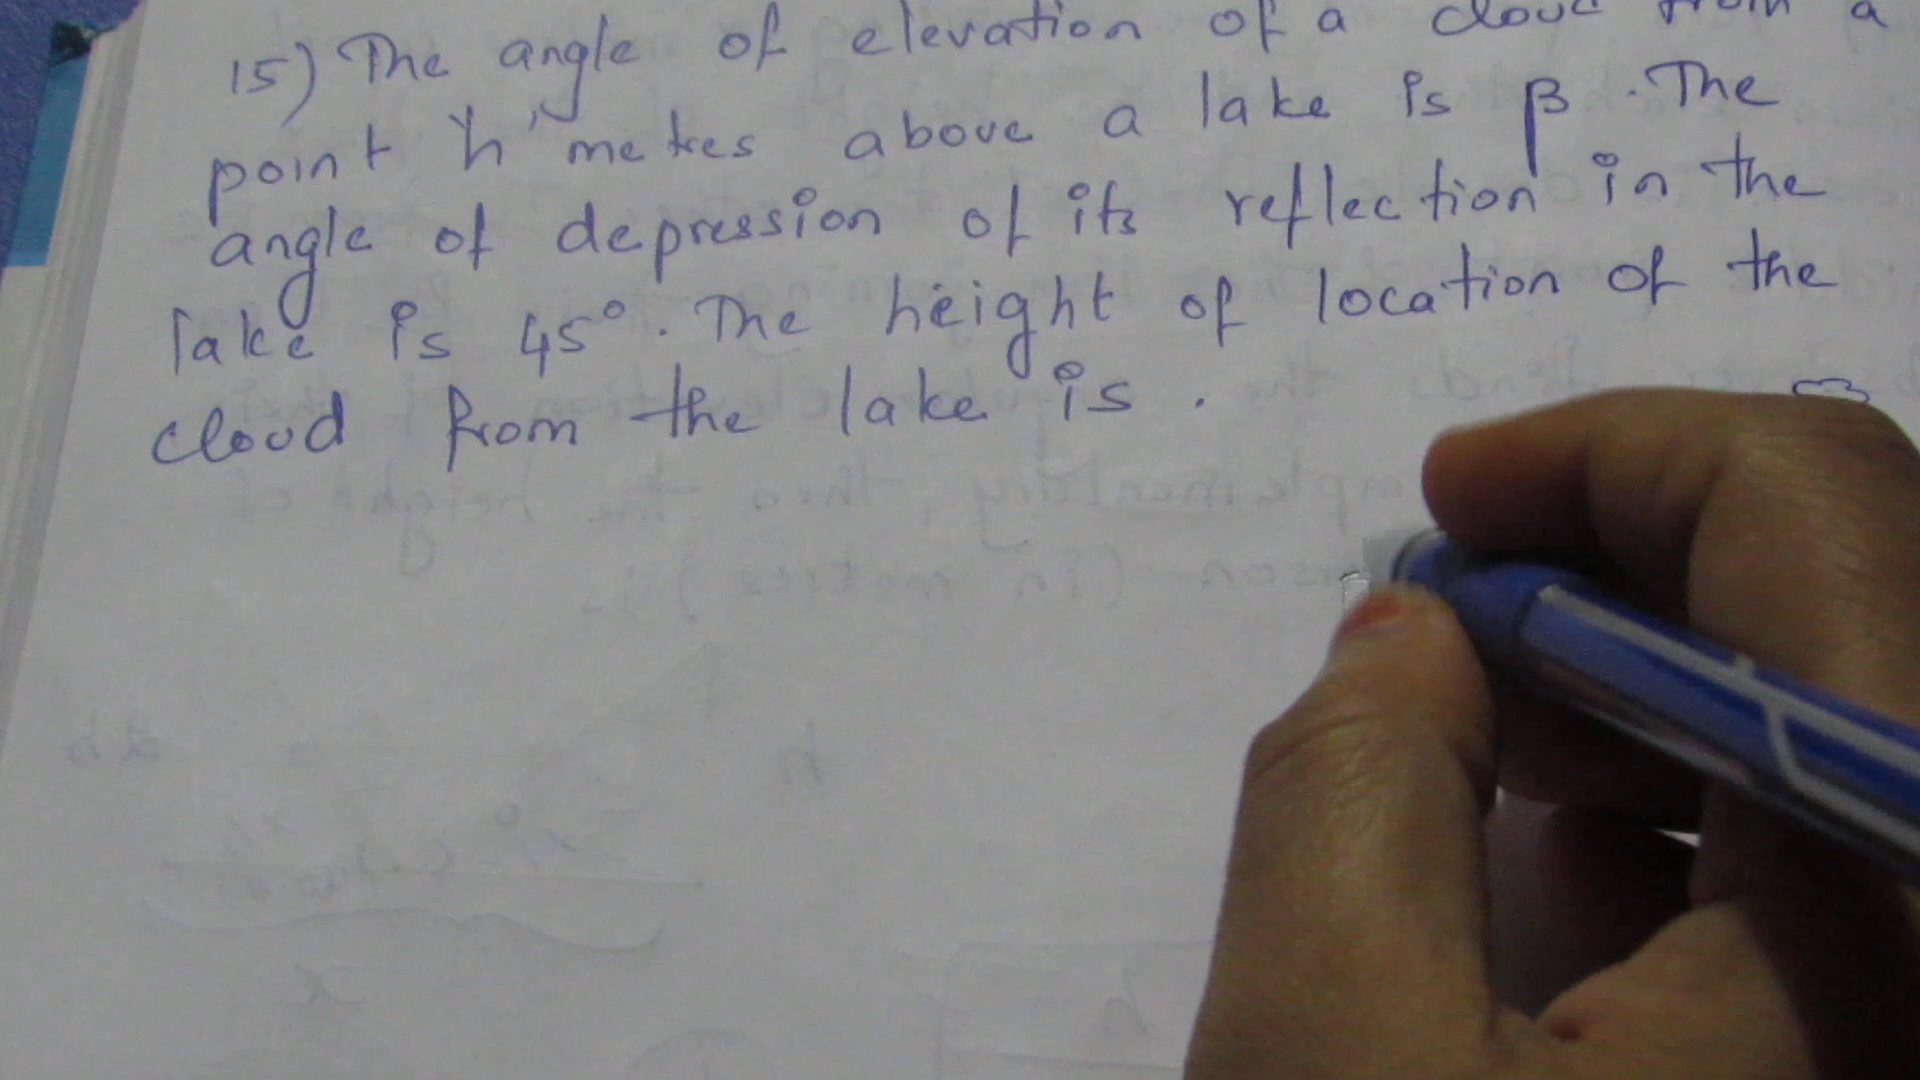 15) The angle of elevation of a cloud from a
point 'h' metres above a lake is β. The
angle of depression of its reflection in the
lake is 45°. The height of location of the
cloud from the lake is.